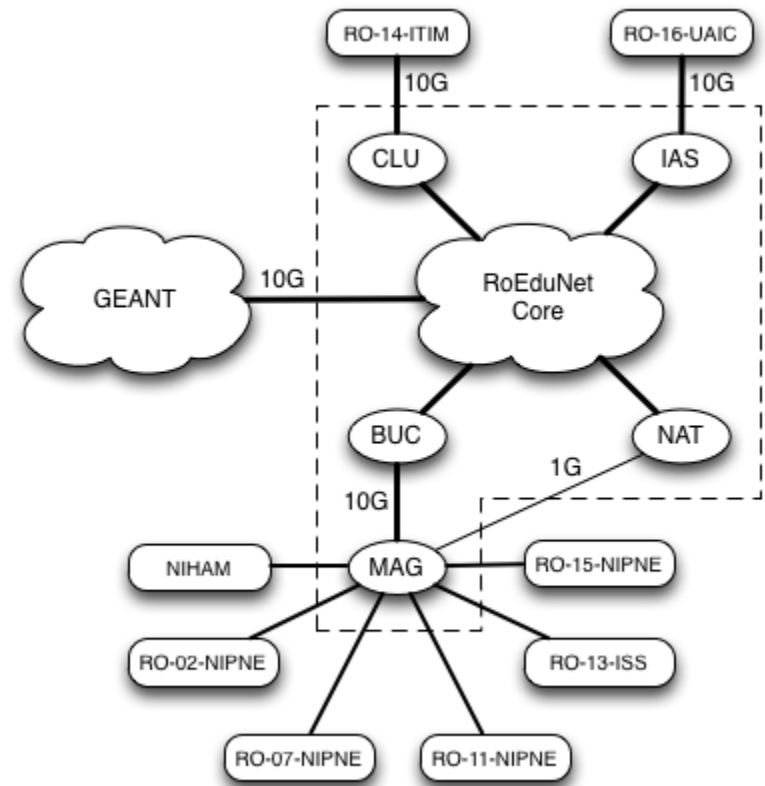 RO-14-ITIM
RO-16-UAIC
10G
10G
CLU
IAS
GEANT
10G
RoEduNet
Core
BUC
NAT
10G
1G
NIHAM
MAG
RO-15-NIPNE
RO-02-NIPNE
RO-13-ISS
RO-07-NIPNE
RO-11-NIPNE